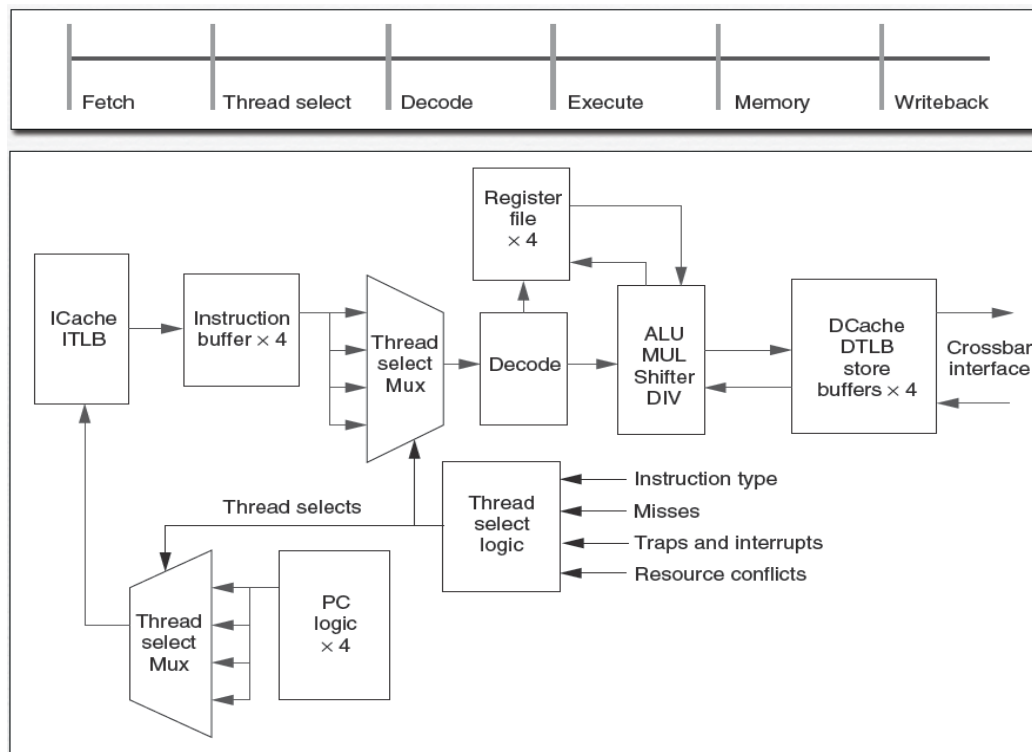 Fetch
Thread select
Decode
Execute
Memory
Writeback
ICache
ITLB
Instruction
buffer × 4
Thread
select
Mux
Register
file
× 4
Decode
ALU
MUL
Shifter
DIV
DCache
DTLB
store
buffers × 4
Crossbar
interface
Thread selects
Thread
select
logic
Instruction type
Misses
Traps and interrupts
Resource conflicts
Thread
select
Mux
PC
logic
× 4